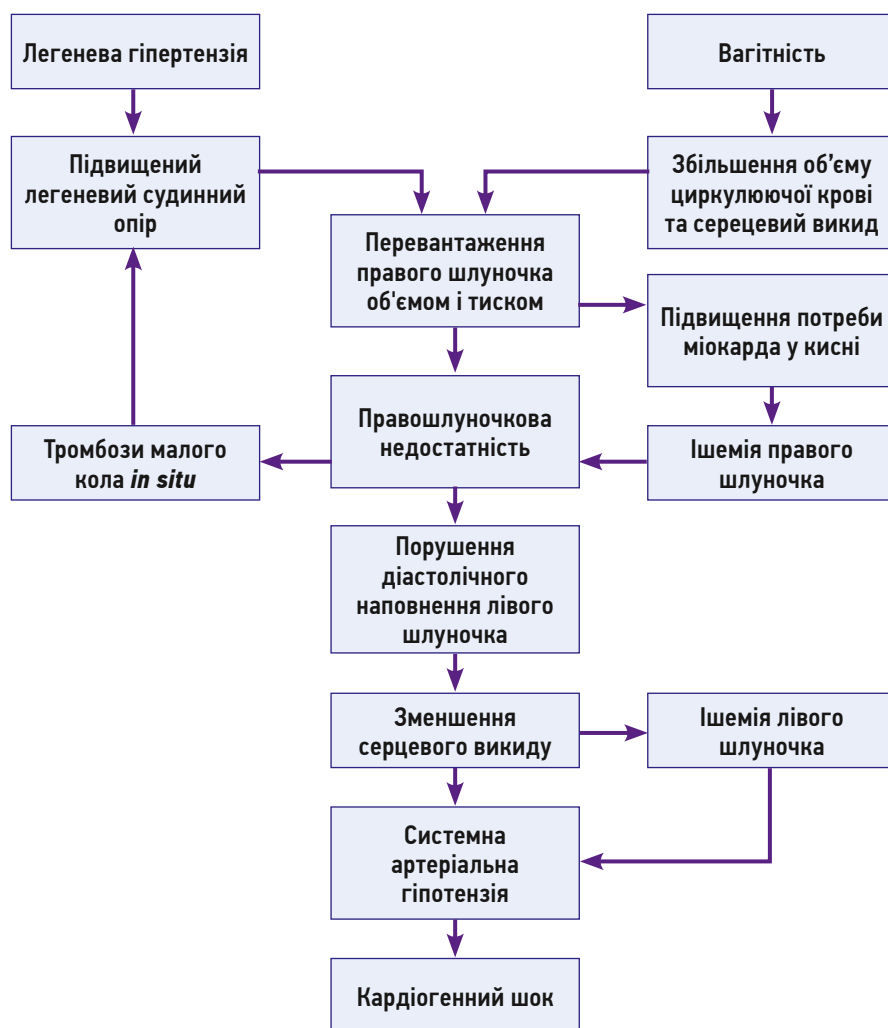 Легенева гіпертензія
Вагітність
Підвищений
легеневий судинний
опір
Збільшення об’єму
циркулюючої крові
та серецевий викид
Перевантаження
правого шлуночка
об'ємом і тиском
Підвищення потреби
міокарда у кисні
Правошлуночкова
недостатність
Тромбози малого
кола in situ
Ішемія правого
шлуночка
Порушення
діастолічного
наповнення лівого
шлуночка
Зменшення
серцевого викиду
Ішемія лівого
шлуночка
Системна
артеріальна
гіпотензія
Кардіогенний шок